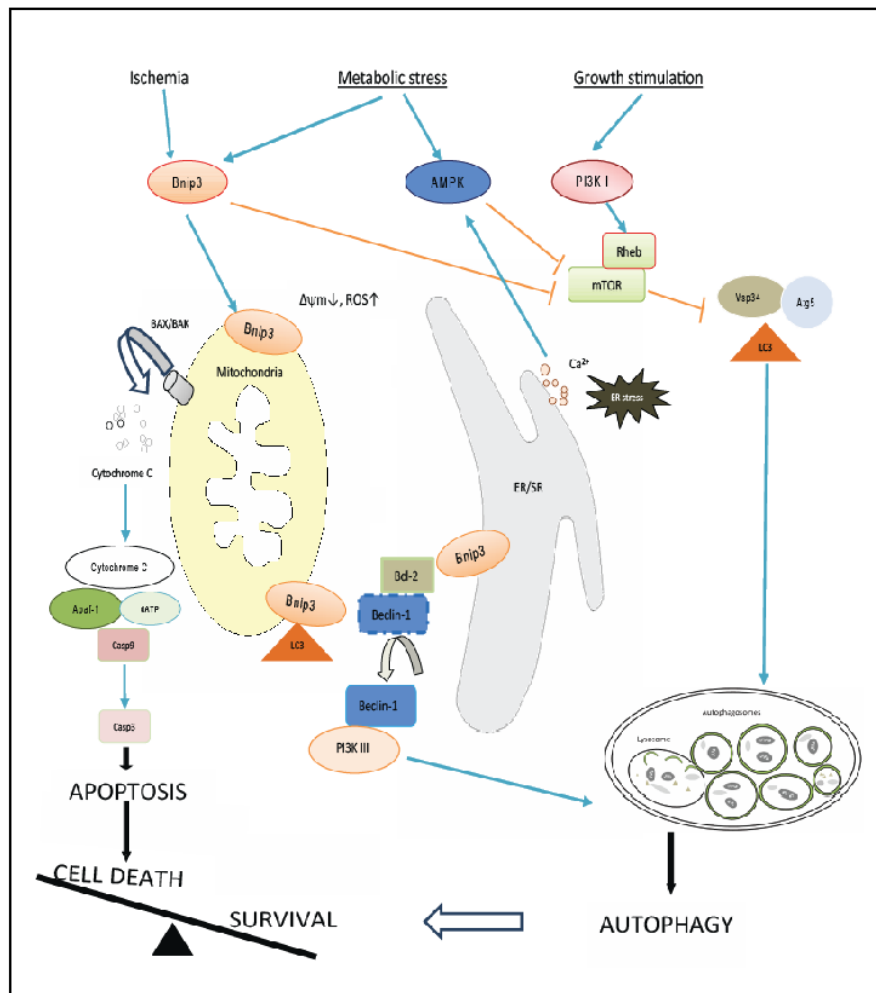 Ischemia
Metabolic stress
Growth stimulation
Bnip3
AMPK
PI3K I
Rheb
mTOR
Vsp34
Atg5
LC3
Δψm↓, ROS↑
BAX/BAK
Bnip3
Mitochondria
Ca²⁺
ER stress
Cytochrome C
ER/SR
Bnip3
Bcl-2
Cytochrome C
Apaf-1
dATP
Bnip3
Beclin-1
LC3
Casp9
Beclin-1
Casp3
PI3K III
Autophagosomes
Lysosome
APOPTOSIS
CELL DEATH
SURVIVAL
AUTOPHAGY